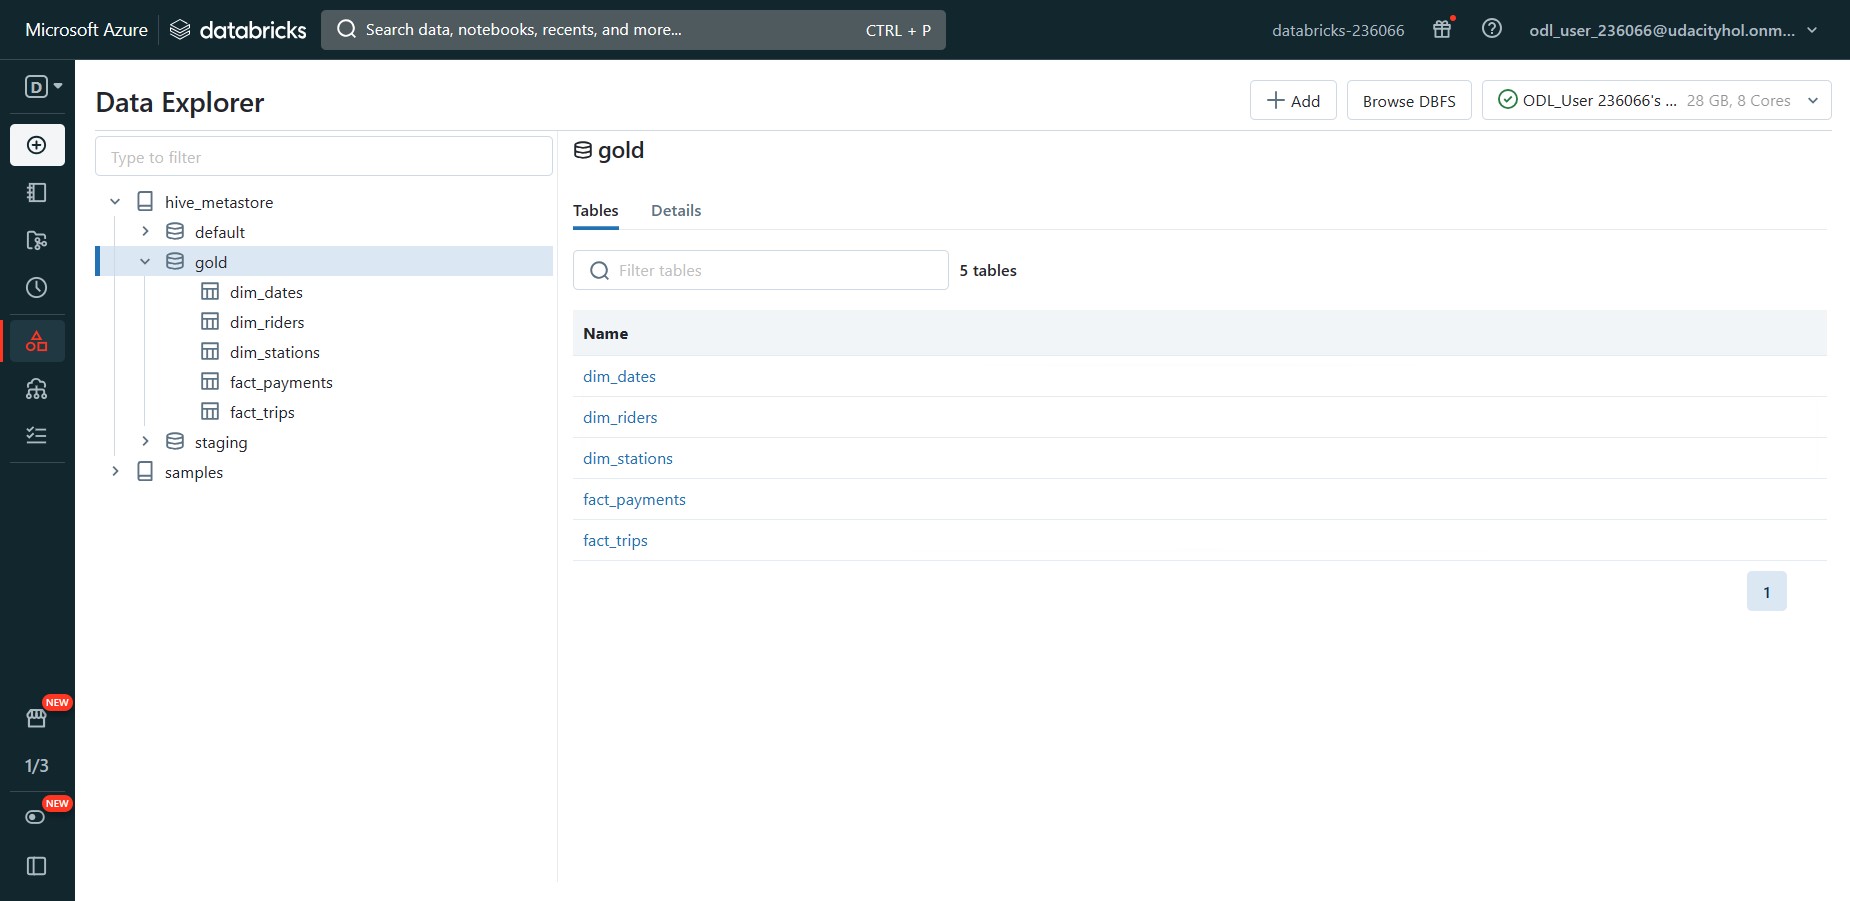 Microsoft Azure
databricks
Search data, notebooks, recents, and more...
CTRL + P
databricks-236066
odl_user_236066@udacityhol.onm...
D
Data Explorer
Add
Browse DBFS
ODL_User 236066's ...
28 GB, 8 Cores
Type to filter
hive_metastore
default
gold
dim_dates
dim_riders
dim_stations
fact_payments
fact_trips
staging
samples
gold
Tables
Details
Filter tables
5 tables
Name
dim_dates
dim_riders
dim_stations
fact_payments
fact_trips
1
NEW
1/3
NEW